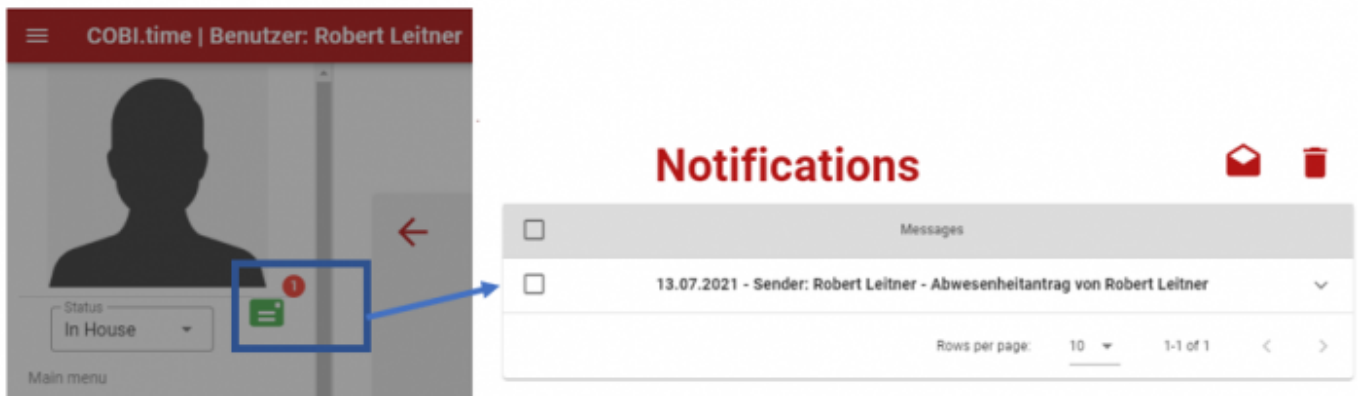 COBI.time | Benutzer: Robert Leitner
1
Status
In House
Main menu
Notifications
Messages
13.07.2021 - Sender: Robert Leitner - Abwesenheitantrag von Robert Leitner
Rows per page: 10 1-1 of 1